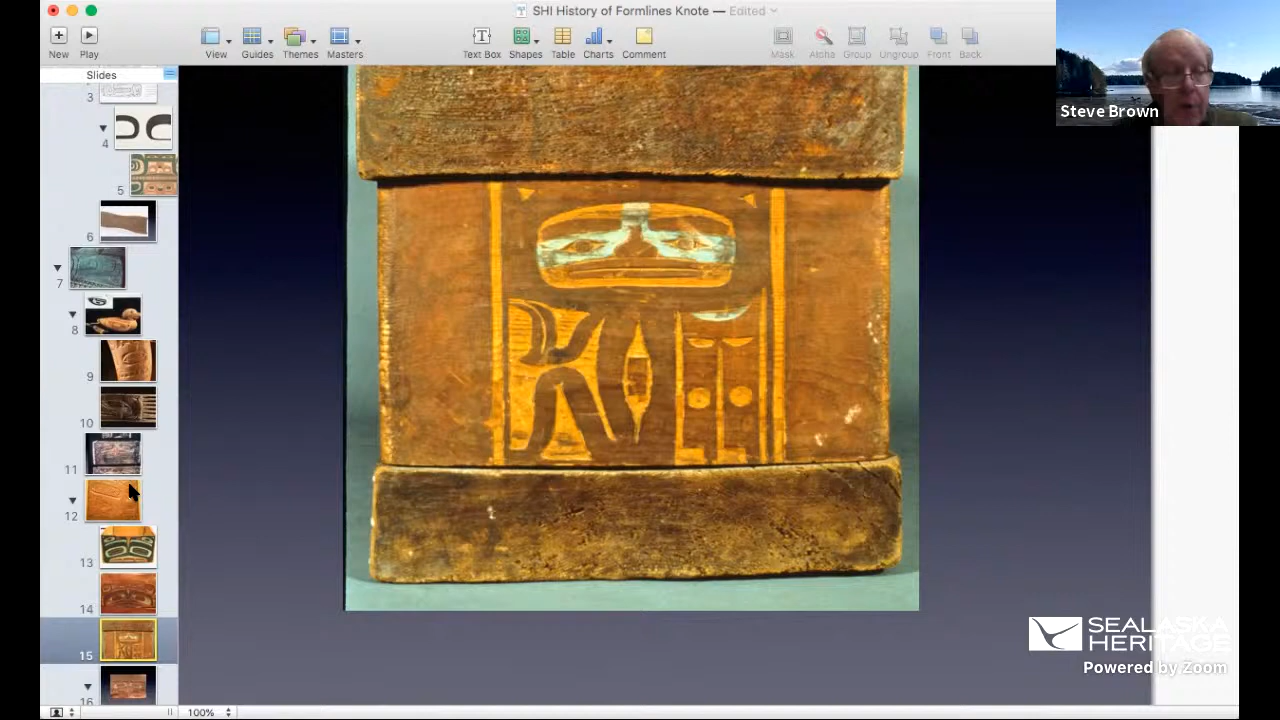 SHI History of Formlines Knote — Edited
New Play View Guides Themes Masters Text Box Shapes Table Charts Comment Mask Alpha Group Ungroup Front Back
Slides
3
4
5
6
7
8
9
10
11
12
13
14
15
16
100%
Steve Brown
SEALASKA
HERITAGE
Powered by Zoom